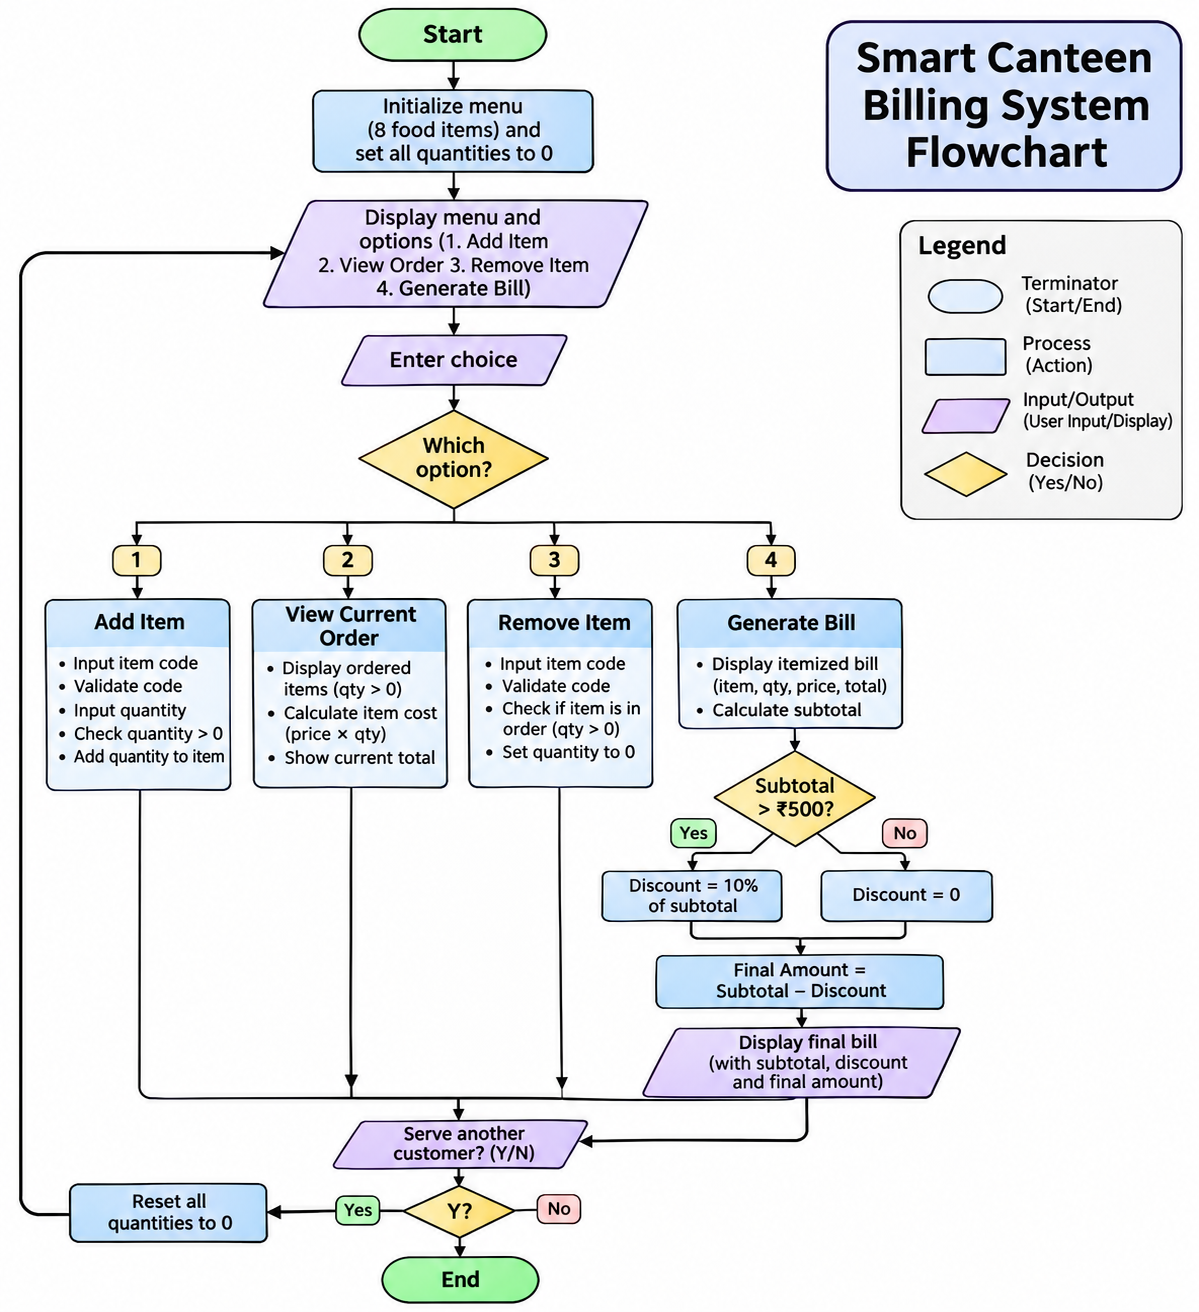 Start
Smart Canteen
Billing System
Flowchart
Initialize menu
(8 food items) and
set all quantities to 0
Display menu and
options (1. Add Item
2. View Order 3. Remove Item
4. Generate Bill)
Legend
Terminator
(Start/End)
Process
(Action)
Input/Output
(User Input/Display)
Decision
(Yes/No)
Enter choice
Which
option?
1
2
3
4
Add Item
• Input item code
• Validate code
• Input quantity
• Check quantity > 0
• Add quantity to item
View Current
Order
• Display ordered
items (qty > 0)
• Calculate item cost
(price × qty)
• Show current total
Remove Item
• Input item code
• Validate code
• Check if item is in
order (qty > 0)
• Set quantity to 0
Generate Bill
• Display itemized bill
(item, qty, price, total)
• Calculate subtotal
Subtotal
> ₹500?
Yes
No
Discount = 10%
of subtotal
Discount = 0
Final Amount =
Subtotal – Discount
Display final bill
(with subtotal, discount
and final amount)
Serve another
customer? (Y/N)
Reset all
quantities to 0
Yes
Y?
No
End